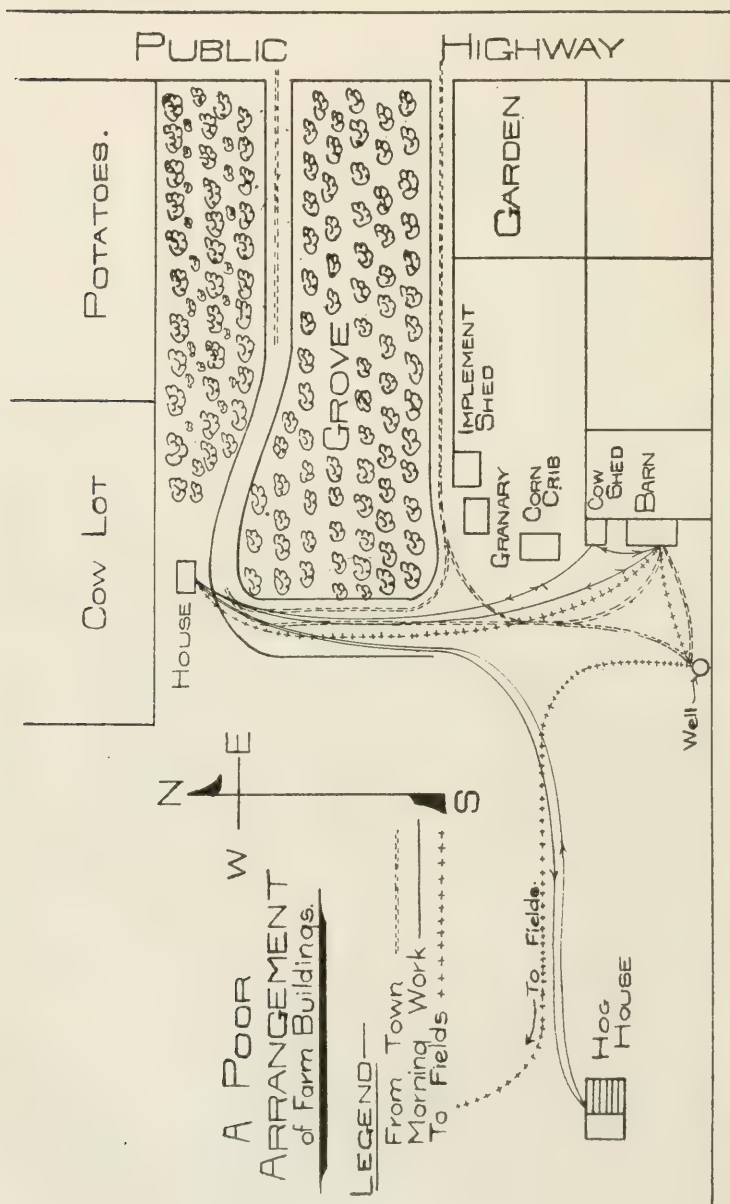 PUBLIC HIGHWAY
POTATOES.
COW LOT
GROVE
GARDEN
IMPLEMENT
SHED
GRANARY
CORN
CRIB
COW
SHED
BARN
HOUSE
Well
N
W E
S
A POOR
ARRANGEMENT
of Farm Buildings.
LEGEND—
From Town
Morning Work
To Fields
To Fields.
HOG
HOUSE